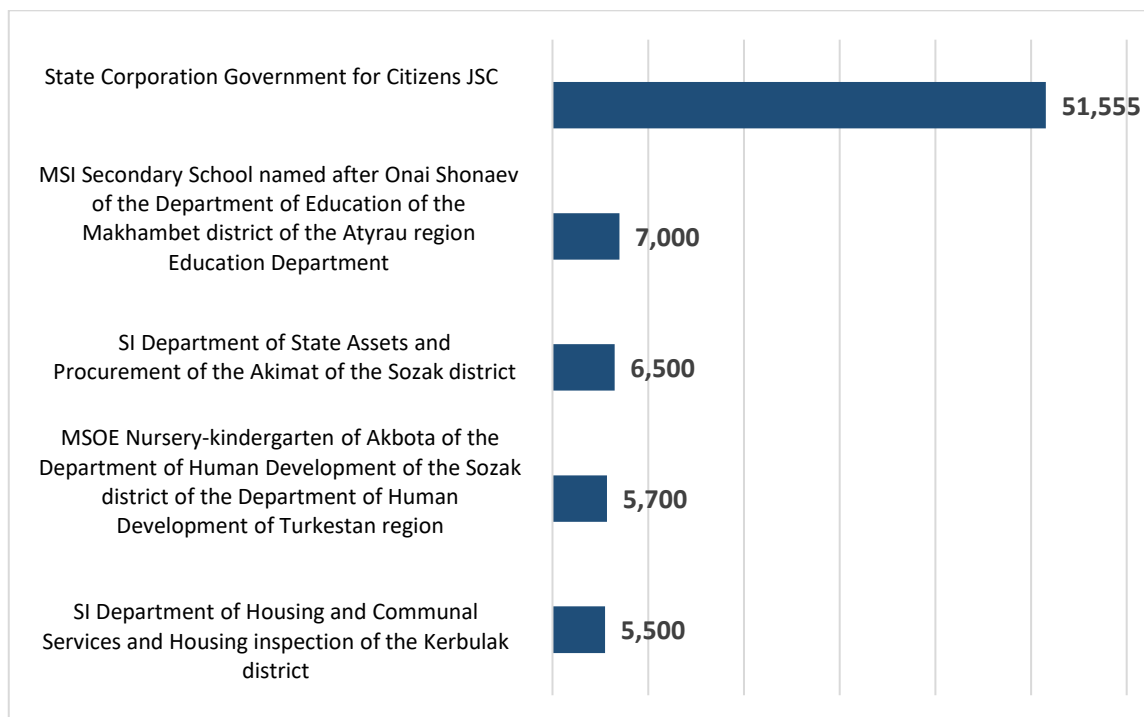 State Corporation Government for Citizens JSC
51,555
MSI Secondary School named after Onai Shonaev
of the Department of Education of the
Makhambet district of the Atyrau region
Education Department
7,000
SI Department of State Assets and
Procurement of the Akimat of the Sozak district
6,500
MSOE Nursery-kindergarten of Akbota of the
Department of Human Development of the Sozak
district of the Department of Human
Development of Turkestan region
5,700
SI Department of Housing and Communal
Services and Housing inspection of the Kerbulak
district
5,500